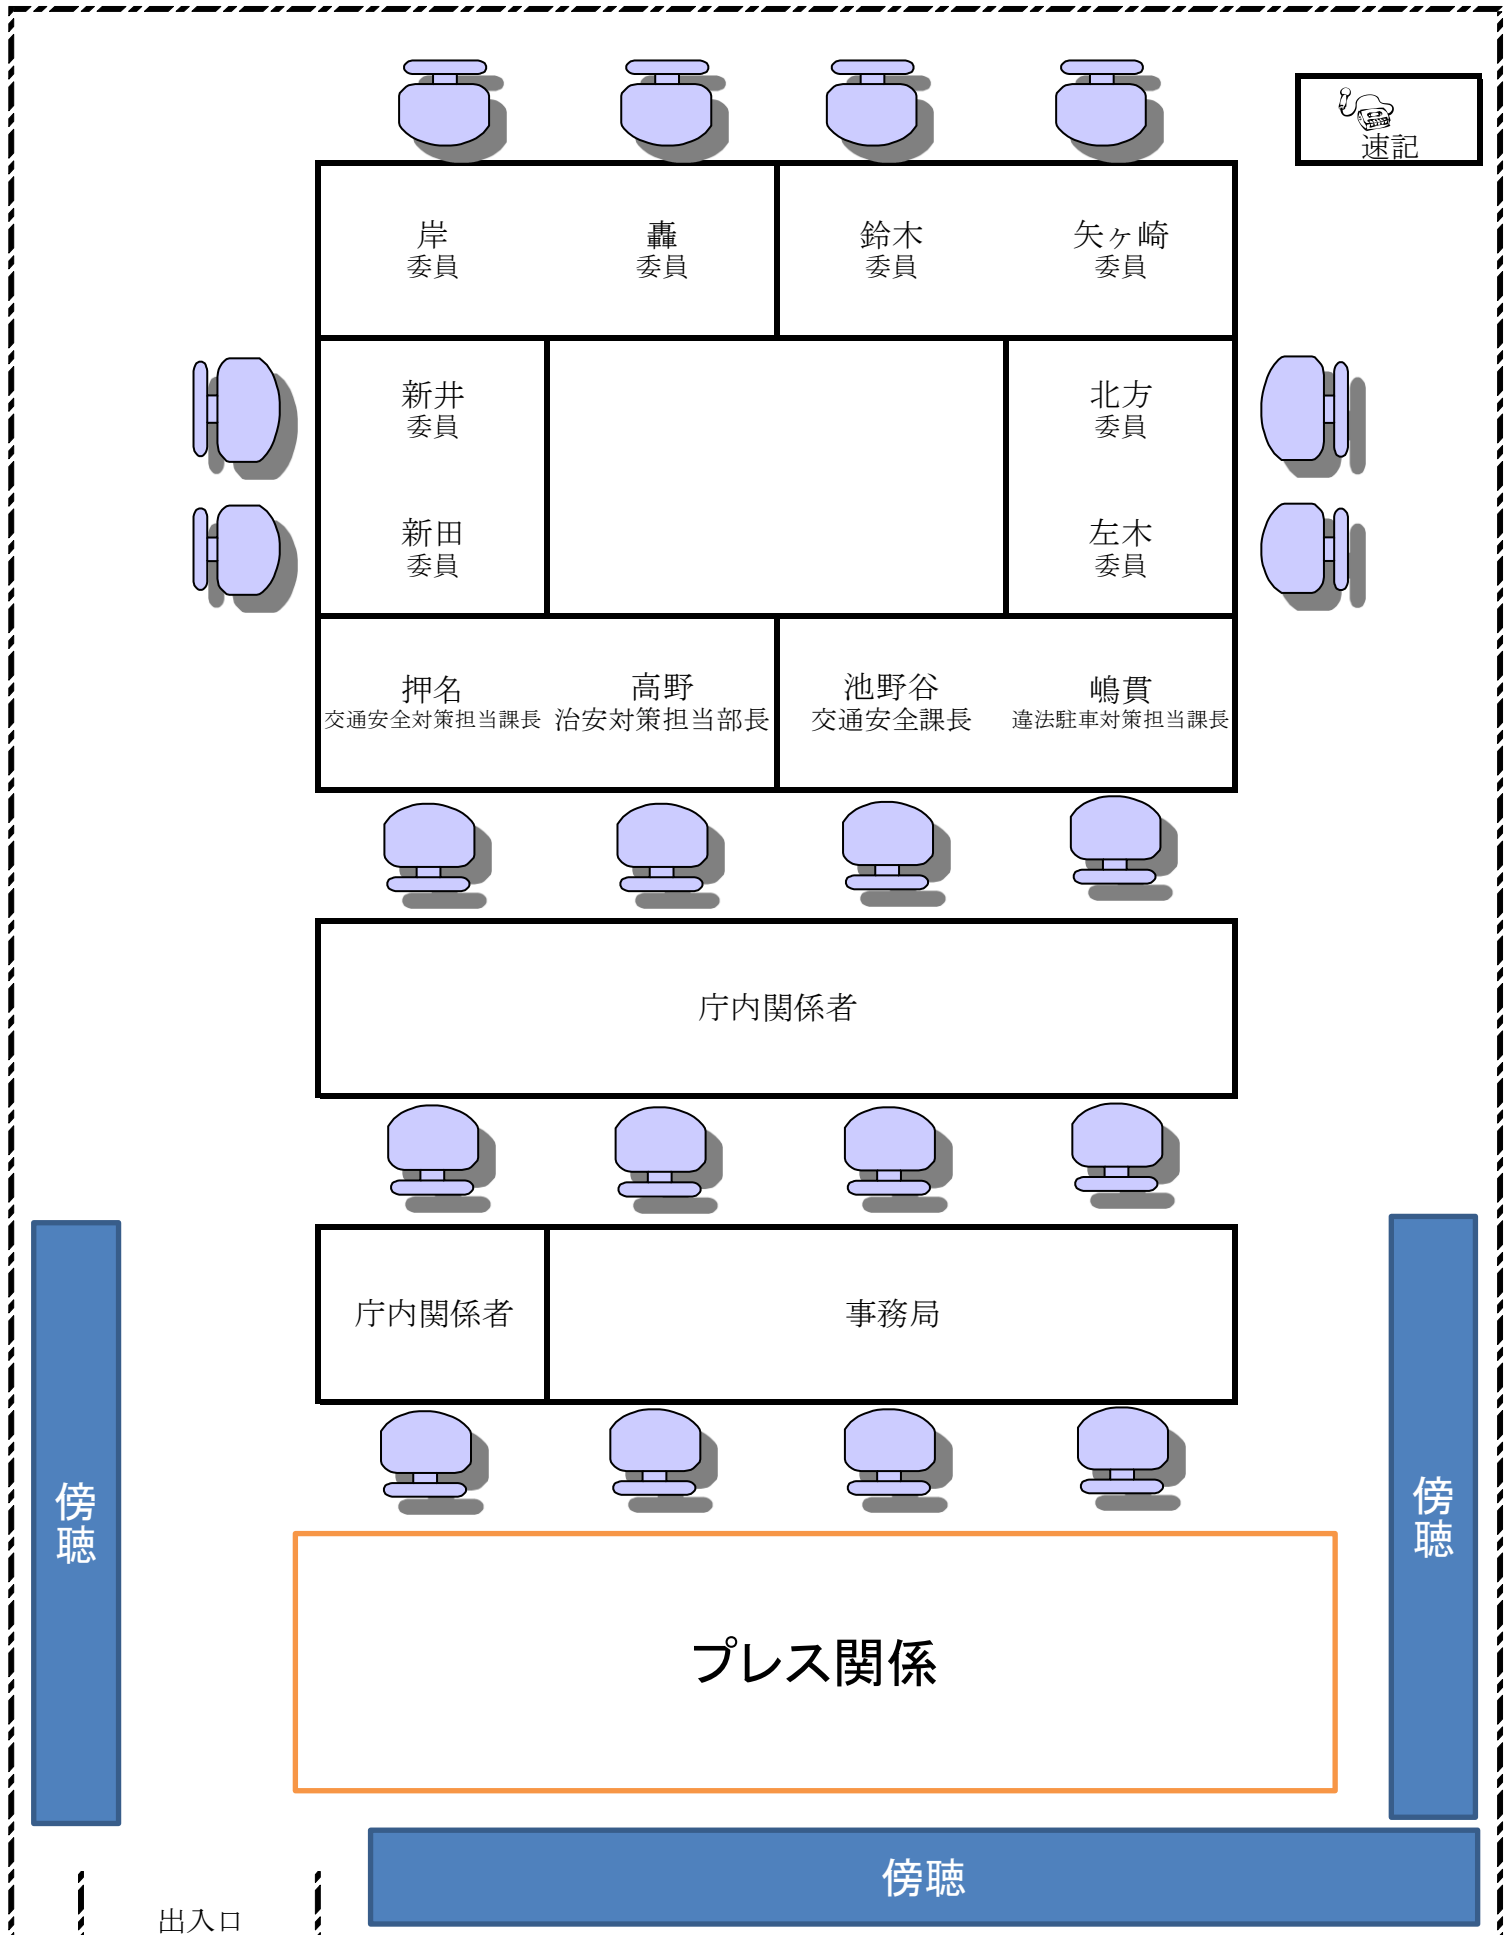 速記
岸
委員
轟
委員
鈴木
委員
矢ヶ崎
委員
新井
委員
北方
委員
新田
委員
左木
委員
押名
交通安全対策担当課長
高野
治安対策担当部長
池野谷
交通安全課長
嶋貫
違法駐車対策担当課長
庁内関係者
庁内関係者
事務局
傍聴
傍聴
プレス関係
傍聴
出入口